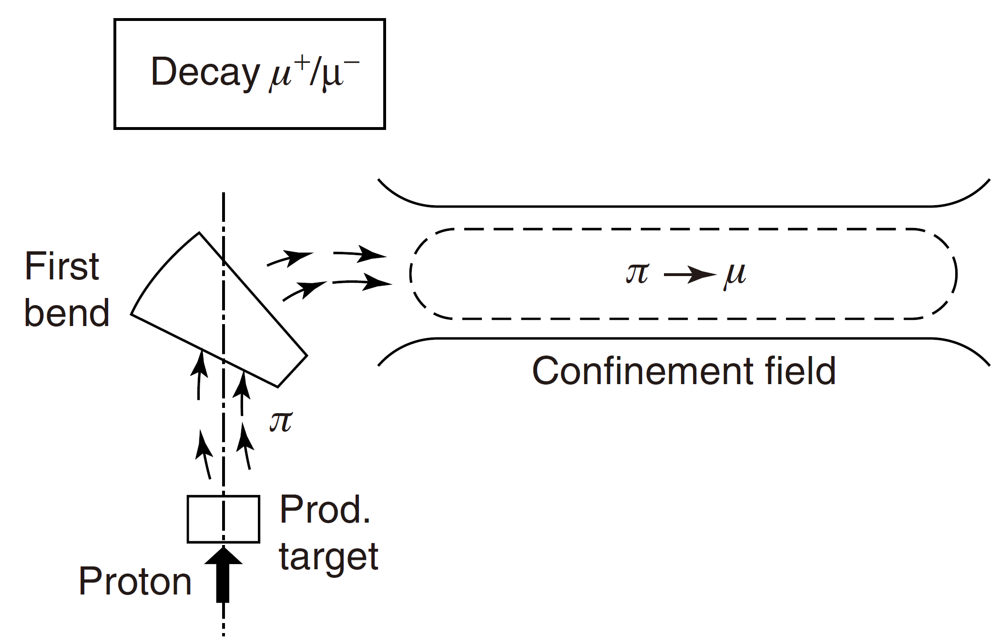 Decay μ⁺/μ⁻
First
bend
π → μ
Confinement field
π
Prod.
target
Proton